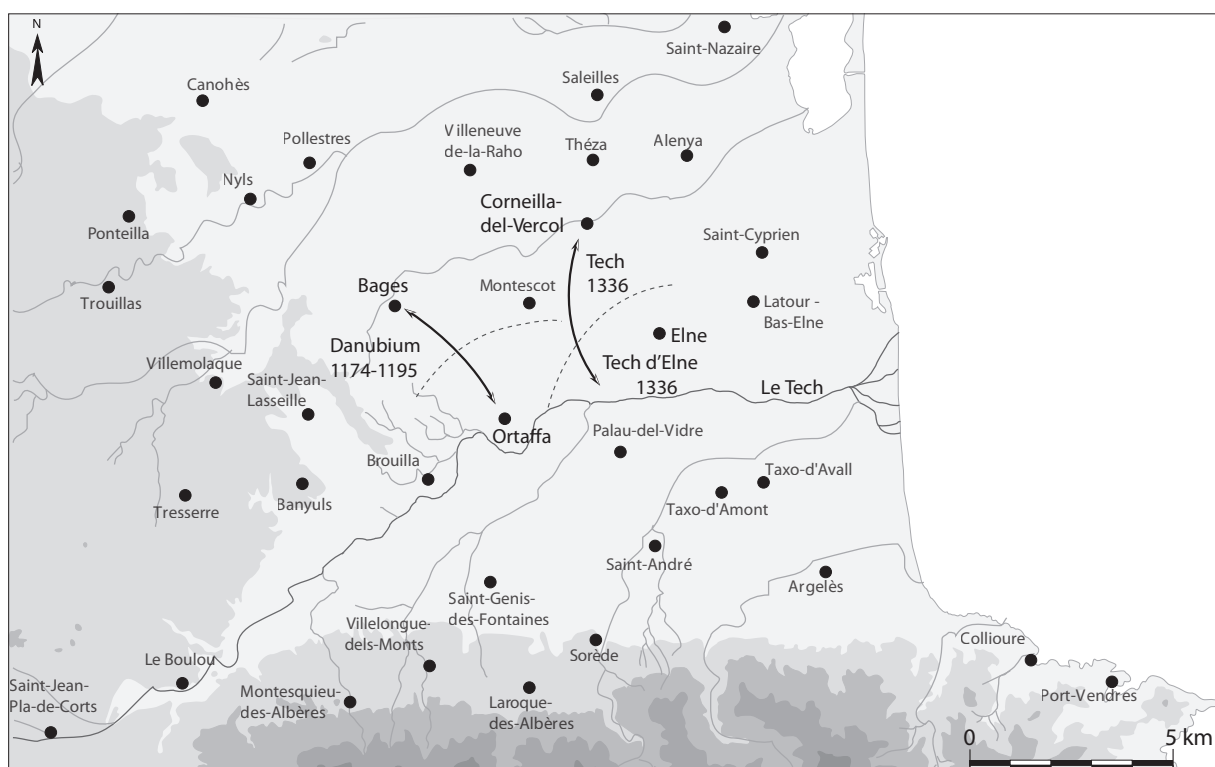 N
Saint-Nazaire
Canohès
Saleilles
Pollestres
Villeneuve
de-la-Raho
Théza
Alenya
Nyls
Ponteilla
Corneilla-
del-Vercol
Saint-Cyprien
Tech
1336
Trouillas
Bages
Montescot
Latour -
Bas-Elne
Elne
Danubium
1174-1195
Villemolaque
Saint-Jean-
Lasseille
Tech d'Elne
1336
Le Tech
Ortaffa
Palau-del-Vidre
Brouilla
Taxo-d'Avall
Taxo-d'Amont
Tresserre
Banyuls
Saint-André
Argelès
Saint-Genis-
des-Fontaines
Villelongue-
dels-Monts
Sorède
Collioure
Le Boulou
Saint-Jean-
Pla-de-Corts
Montesquieu-
des-Albères
Laroque-
des-Albères
Port-Vendres
0 5 km